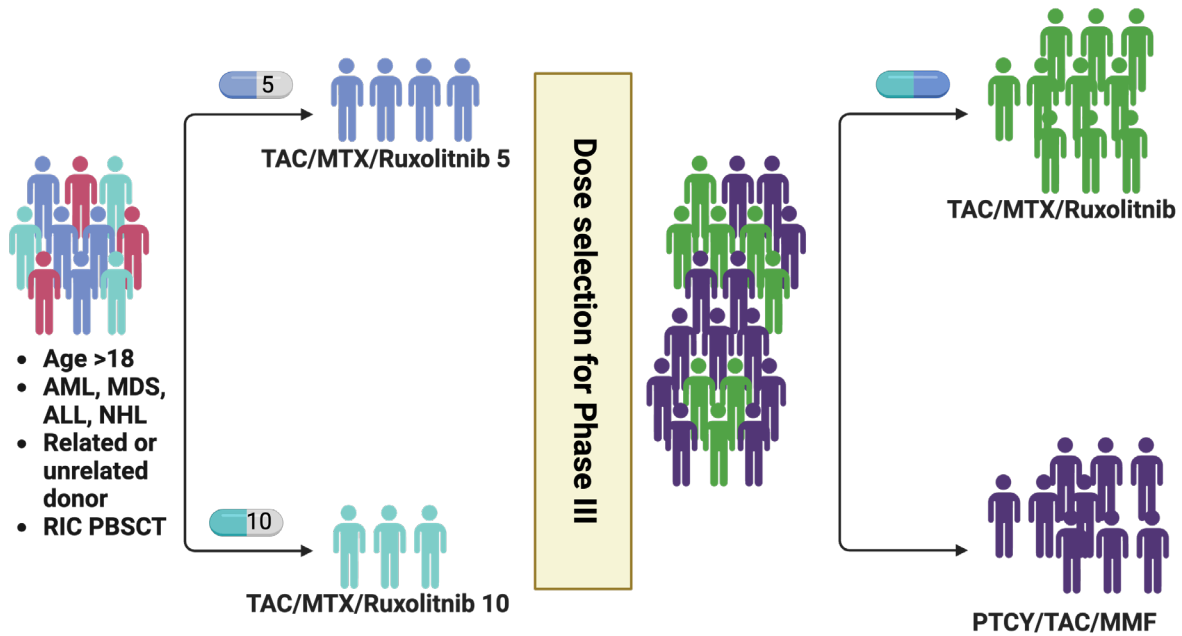 5
TAC/MTX/Ruxolitnib 5
• Age >18
• AML, MDS,
ALL, NHL
• Related or
unrelated
donor
• RIC PBSCT
10
TAC/MTX/Ruxolitnib 10
Dose selection for Phase III
TAC/MTX/Ruxolitnib
PTCY/TAC/MMF